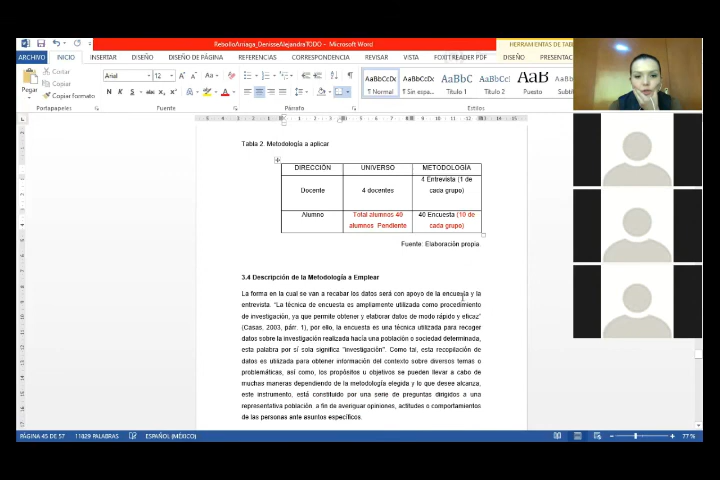 RebolloArriaga_DenisseAlejandraTODO - Microsoft Word
HERRAMIENTAS DE TAB
ARCHIVO INICIO INSERTAR DISEÑO DISEÑO DE PÁGINA REFERENCIAS CORRESPONDENCIA REVISAR VISTA FOXIT READER PDF DISEÑO PRESENTAC
Pegar
Cortar
Copiar
Copiar formato
Arial 12
N K S abc
AaBbCcDc AaBbCcDc AaBbC AaBbCcI AaB AaBbCcD
¶ Normal ¶ Sin espa... Título 1 Título 2 Puesto Subtít
Portapapeles Fuente Párrafo Estilos
Tabla 2 Metodología a aplicar
DIRECCIÓN UNIVERSO METODOLOGÍA
Docente 4 docentes 4 Entrevista (1 de cada grupo)
Alumno Total alumnos 40 alumnos Pendiente 40 Encuesta (10 de cada grupo)
Fuente: Elaboración propia.
3.4 Descripción de la Metodología a Emplear
La forma en la cual se van a recabar los datos será con apoyo de la encuesta y la
entrevista. "La técnica de encuesta es ampliamente utilizada como procedimiento
de investigación, ya que permite obtener y elaborar datos de modo rápido y eficaz"
(Casas, 2003, párr. 1), por ello, la encuesta es una técnica utilizada para recoger
datos sobre la investigación realizada hacía una población o sociedad determinada,
esta palabra por sí sola significa "investigación". Como tal, esta recopilación de
datos es utilizada para obtener información del contexto sobre diversos temas o
problemáticas, así como, los propósitos u objetivos se pueden llevar a cabo de
muchas maneras dependiendo de la metodología elegida y lo que desee alcanza,
este instrumento, está constituido por una serie de preguntas dirigidos a una
representativa población a fin de averiguar opiniones, actitudes o comportamientos
de las personas ante asuntos específicos.
PÁGINA 45 DE 57 11829 PALABRAS ESPAÑOL (MÉXICO) 77%